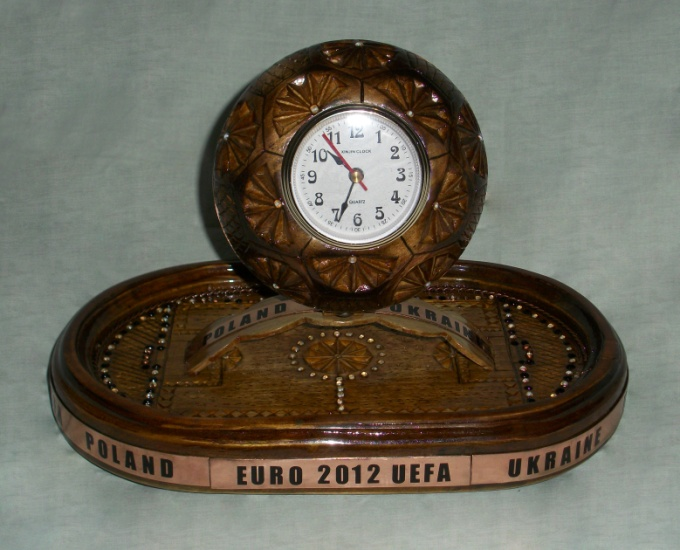 12
1
2
3
4
5
6
7
8
9
10
11
QUARTZ
POLAND
UKRAINE
POLAND
EURO 2012 UEFA
UKRAINE